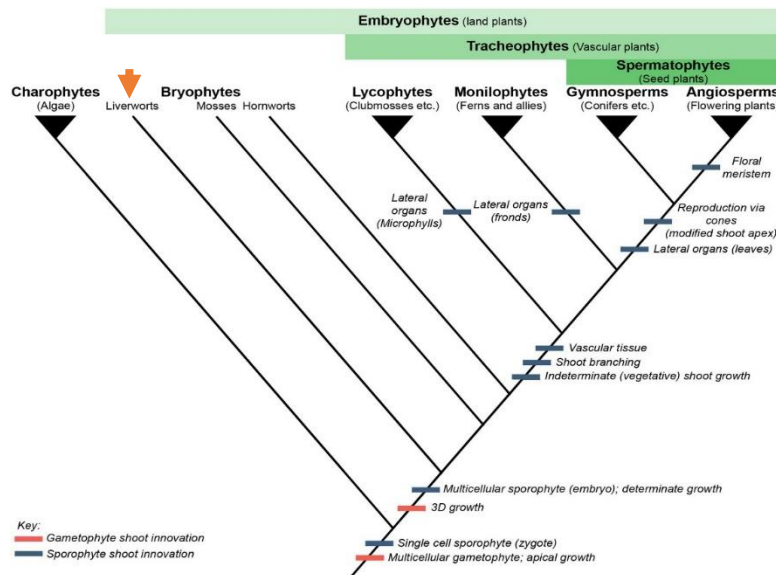 Embryophytes (land plants)
Tracheophytes (Vascular plants)
Spermatophytes
(Seed plants)
Charophytes
(Algae)
Liverworts
Bryophytes
Mosses
Hornworts
Lycophytes
(Clubmosses etc.)
Monilophytes
(Ferns and allies)
Gymnosperms
(Conifers etc.)
Angiosperms
(Flowering plants
Floral
meristem
Lateral
organs
(Microphylls)
Lateral organs
(fronds)
Reproduction via
cones
(modified shoot apex)
Lateral organs (leaves)
Vascular tissue
Shoot branching
Indeterminate (vegetative) shoot growth
Multicellular sporophyte (embryo); determinate growth
3D growth
Single cell sporophyte (zygote)
Multicellular gametophyte; apical growth
Key:
Gametophyte shoot innovation
Sporophyte shoot innovation